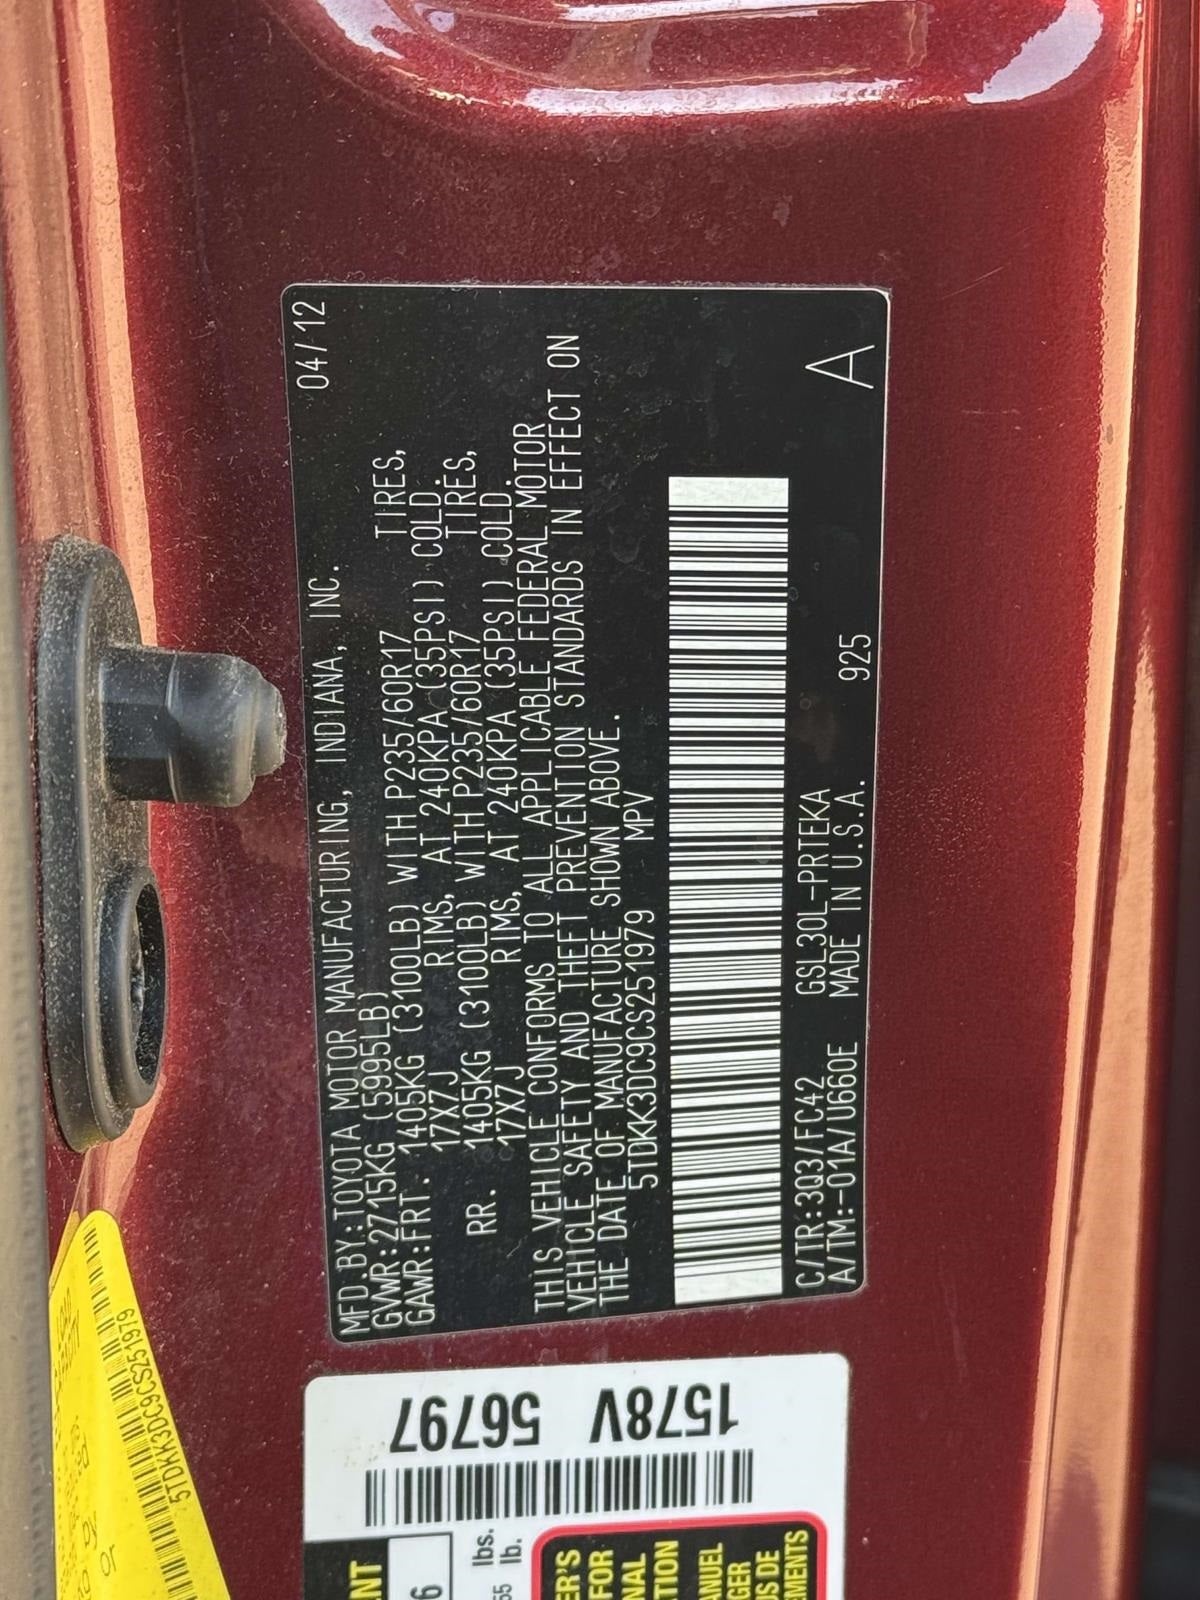 MFD.BY:TOYOTA MOTOR MANUFACTURING, INDIANA, INC. 04/12
GVWR:2715KG (5995LB)
GAWR:FRT. 1405KG (3100LB) WITH P235/60R17 TIRES,
17X7J RIMS, AT 240KPA (35PSI) COLD.
RR. 1405KG (3100LB) WITH P235/60R17 TIRES,
17X7J RIMS, AT 240KPA (35PSI) COLD.
THIS VEHICLE CONFORMS TO ALL APPLICABLE FEDERAL MOTOR
VEHICLE SAFETY AND THEFT PREVENTION STANDARDS IN EFFECT ON
THE DATE OF MANUFACTURE SHOWN ABOVE.
5TDKK3DC9CS251979 MPV
C/TR:3Q3/FC42 GSL30L-PRTEKA
A/TM:-01A/U660E MADE IN U.S.A. 925
A
1578V 56797
5TDKK3DC9CS251979
lbs.
lb.